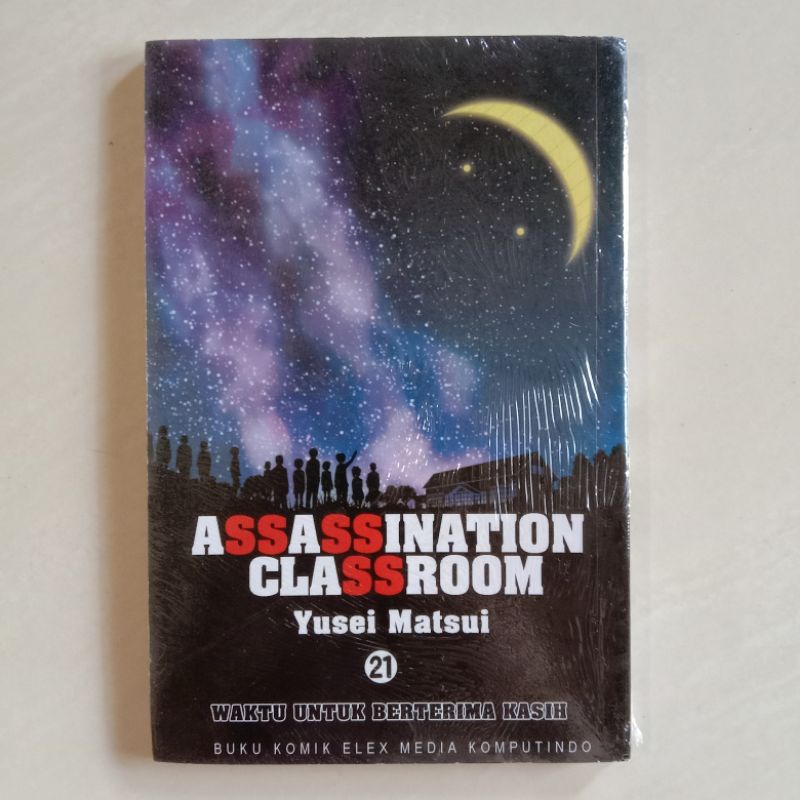 ASSASSINATION
CLASSROOM
Yusei Matsui
21
WAKTU UNTUK BERTERIMA KASIH
BUKU KOMIK ELEX MEDIA KOMPUTINDO